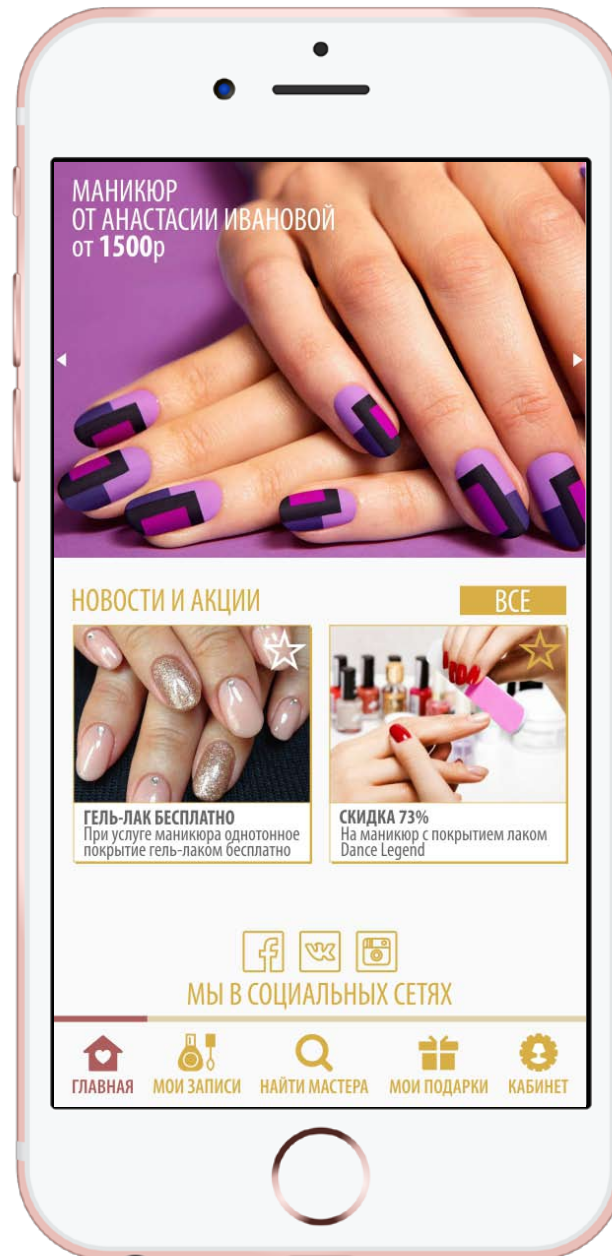 МАНИКЮР
ОТ АНАСТАСИИ ИВАНОВОЙ
от 1500р
НОВОСТИ И АКЦИИ
ВСЕ
ГЕЛЬ-ЛАК БЕСПЛАТНО
При услуге маникюра однотонное
покрытие гель-лаком бесплатно
СКИДКА 73%
На маникюр с покрытием лаком
Dance Legend
МЫ В СОЦИАЛЬНЫХ СЕТЯХ
ГЛАВНАЯ
МОИ ЗАПИСИ
НАЙТИ МАСТЕРА
МОИ ПОДАРКИ
КАБИНЕТ